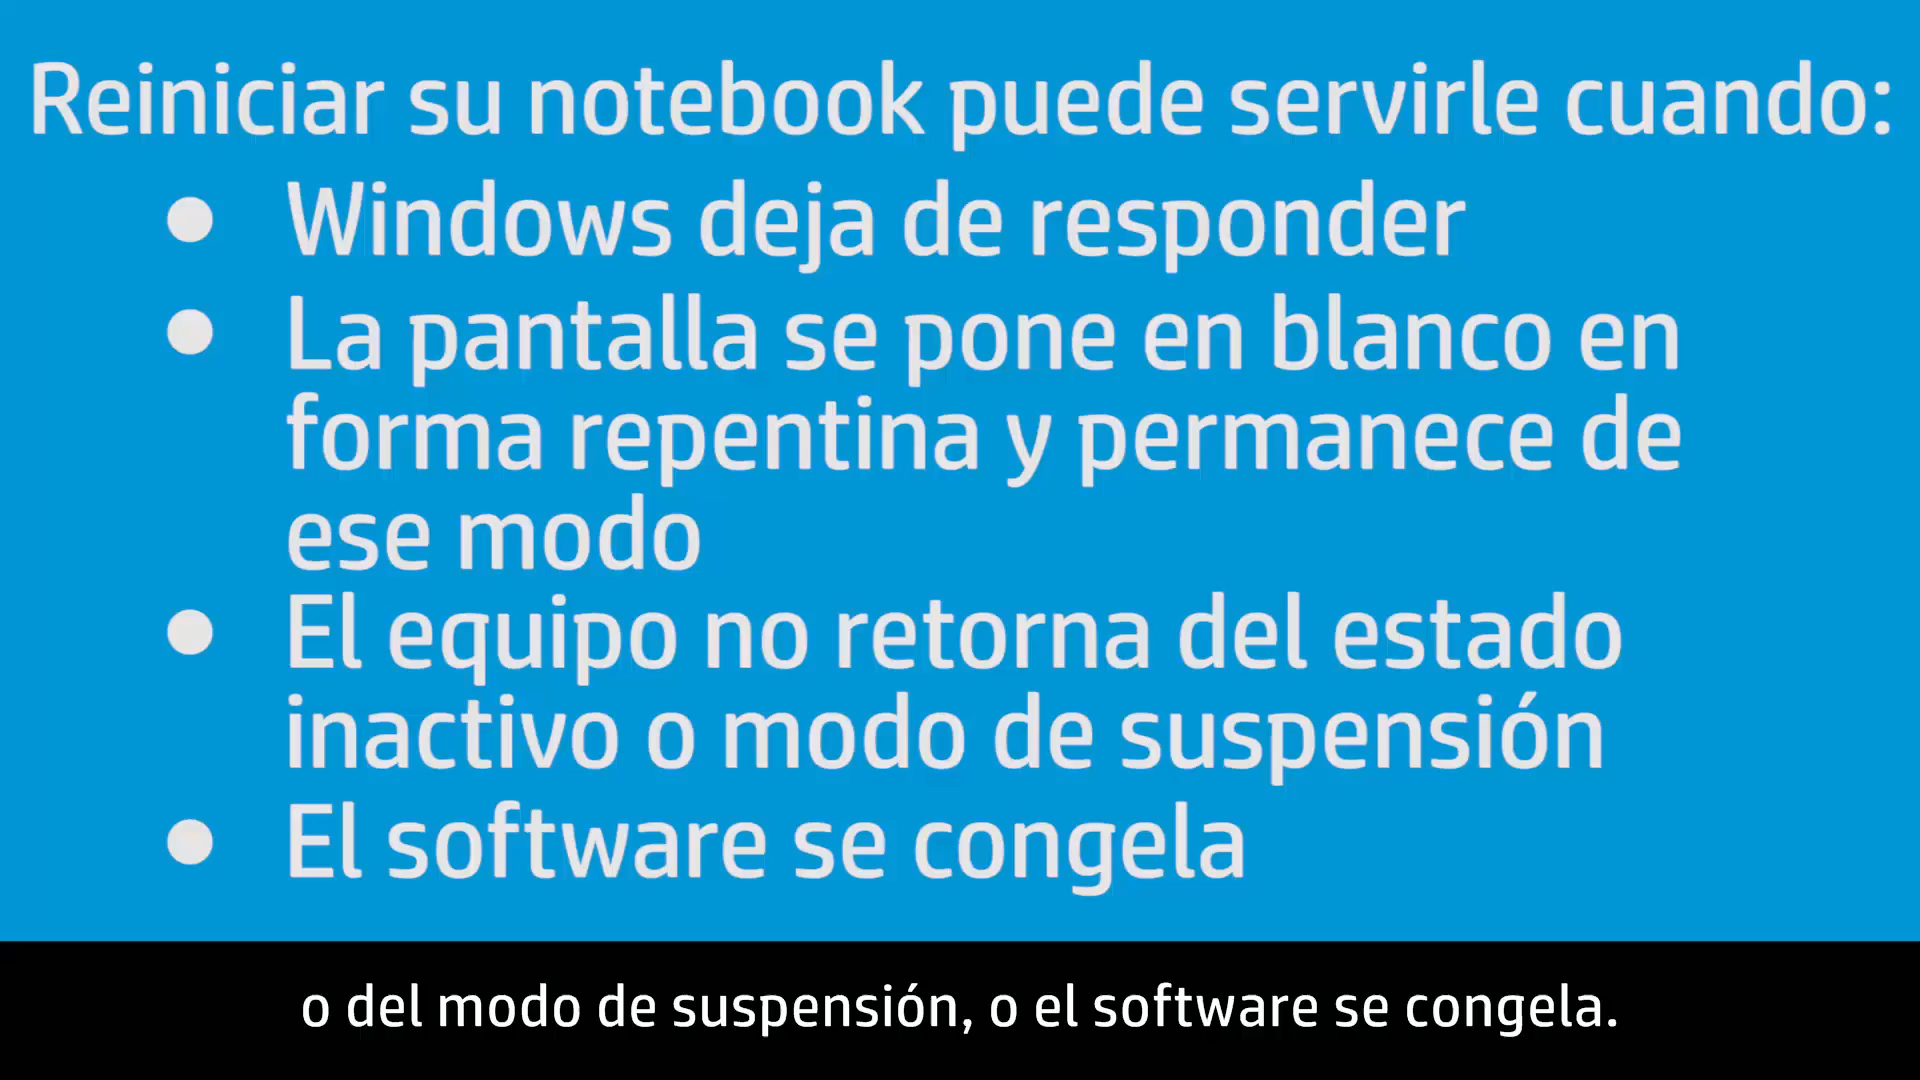 Reiniciar su notebook puede servirle cuando:
● Windows deja de responder
● La pantalla se pone en blanco en
forma repentina y permanece de
ese modo
● El equipo no retorna del estado
inactivo o modo de suspensión
● El software se congela
o del modo de suspensión, o el software se congela.